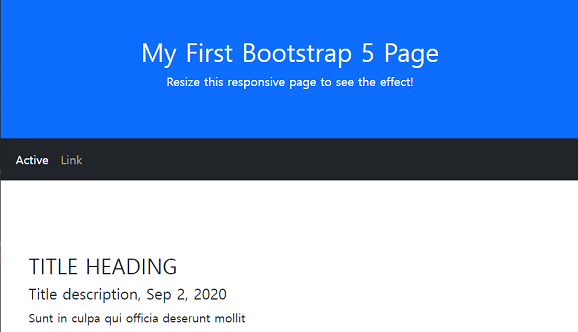 My First Bootstrap 5 Page
Resize this responsive page to see the effect!
Active Link
TITLE HEADING
Title description, Sep 2, 2020
Sunt in culpa qui officia deserunt mollit